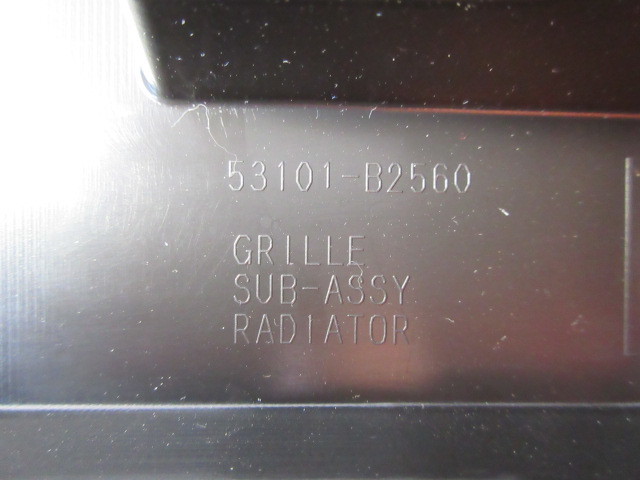 53101-B2560
GRILLE
SUB-ASSY
RADIATOR